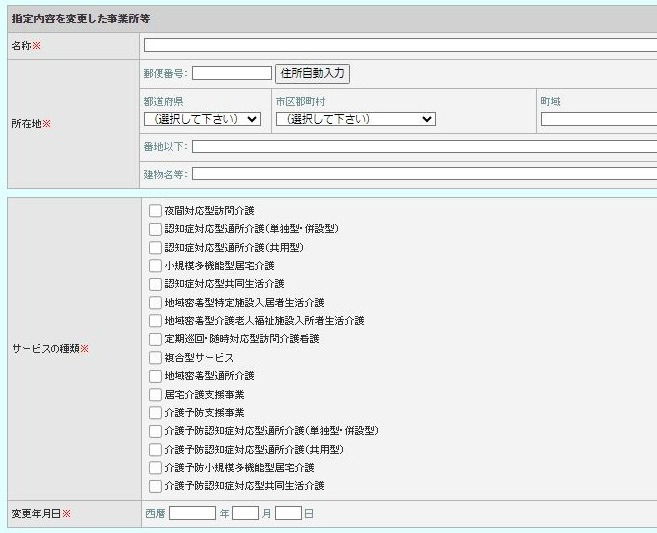 指定内容を変更した事業所等
名称※
所在地※
郵便番号: 住所自動入力
都道府県 市区郡町村 町域
(選択して下さい) (選択して下さい)
番地以下:
建物名等:
サービスの種類※
夜間対応型訪問介護
認知症対応型通所介護(単独型・併設型)
認知症対応型通所介護(共用型)
小規模多機能型居宅介護
認知症対応型共同生活介護
地域密着型特定施設入居者生活介護
地域密着型介護老人福祉施設入所者生活介護
定期巡回・随時対応型訪問介護看護
複合型サービス
地域密着型通所介護
居宅介護支援事業
介護予防支援事業
介護予防認知症対応型通所介護(単独型・併設型)
介護予防認知症対応型通所介護(共用型)
介護予防小規模多機能型居宅介護
介護予防認知症対応型共同生活介護
変更年月日※ 西暦 年 月 日